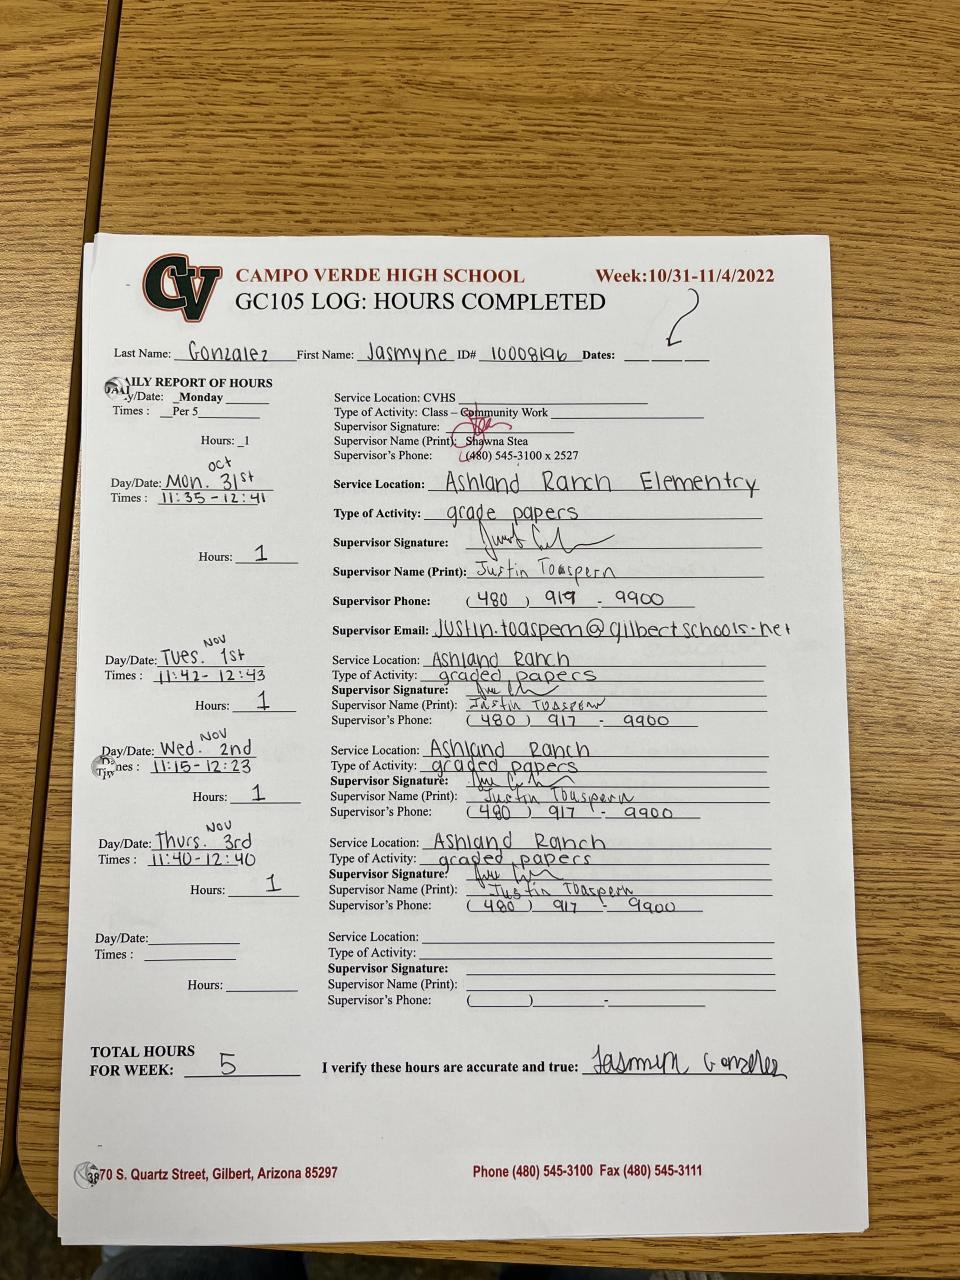 CV CAMPO VERDE HIGH SCHOOL Week:10/31-11/4/2022
GC105 LOG: HOURS COMPLETED
Last Name: Gonzalez First Name: Jasmyne ID# 10008196 Dates:
ILY REPORT OF HOURS
y/Date: Monday Service Location: CVHS
Times : Per 5 Type of Activity: Class – Community Work
Supervisor Signature:
Hours: 1 Supervisor Name (Print): Shawna Stea
Supervisor's Phone: (480) 545-3100 x 2527
Day/Date: Mon. Oct 31st Service Location: Ashland Ranch Elementry
Times : 11:35 - 12:41
Type of Activity: grade papers
Supervisor Signature:
Hours: 1
Supervisor Name (Print): Justin Toaspern
Supervisor Phone: (480) 919 - 9900
Supervisor Email: Justin.toaspern@gilbertschools.net
Day/Date: Tues. Nov 1st Service Location: Ashland Ranch
Times : 11:42 - 12:43 Type of Activity: graded papers
Supervisor Signature:
Hours: 1 Supervisor Name (Print): Justin Toaspern
Supervisor's Phone: (480) 917 - 9900
Day/Date: Wed. Nov 2nd Service Location: Ashland Ranch
nes : 11:15 - 12:23 Type of Activity: graded papers
Supervisor Signature:
Hours: 1 Supervisor Name (Print): Justin Toaspern
Supervisor's Phone: (480) 917 - 9900
Day/Date: Thurs. Nov 3rd Service Location: Ashland Ranch
Times : 11:40 - 12:40 Type of Activity: graded papers
Supervisor Signature:
Hours: 1 Supervisor Name (Print): Justin Toaspern
Supervisor's Phone: (480) 917 - 9900
Day/Date: Service Location:
Times : Type of Activity:
Supervisor Signature:
Hours: Supervisor Name (Print):
Supervisor's Phone: ( ) -
TOTAL HOURS
FOR WEEK: 5 I verify these hours are accurate and true: Jasmyn Gonzalez
3870 S. Quartz Street, Gilbert, Arizona 85297 Phone (480) 545-3100 Fax (480) 545-3111